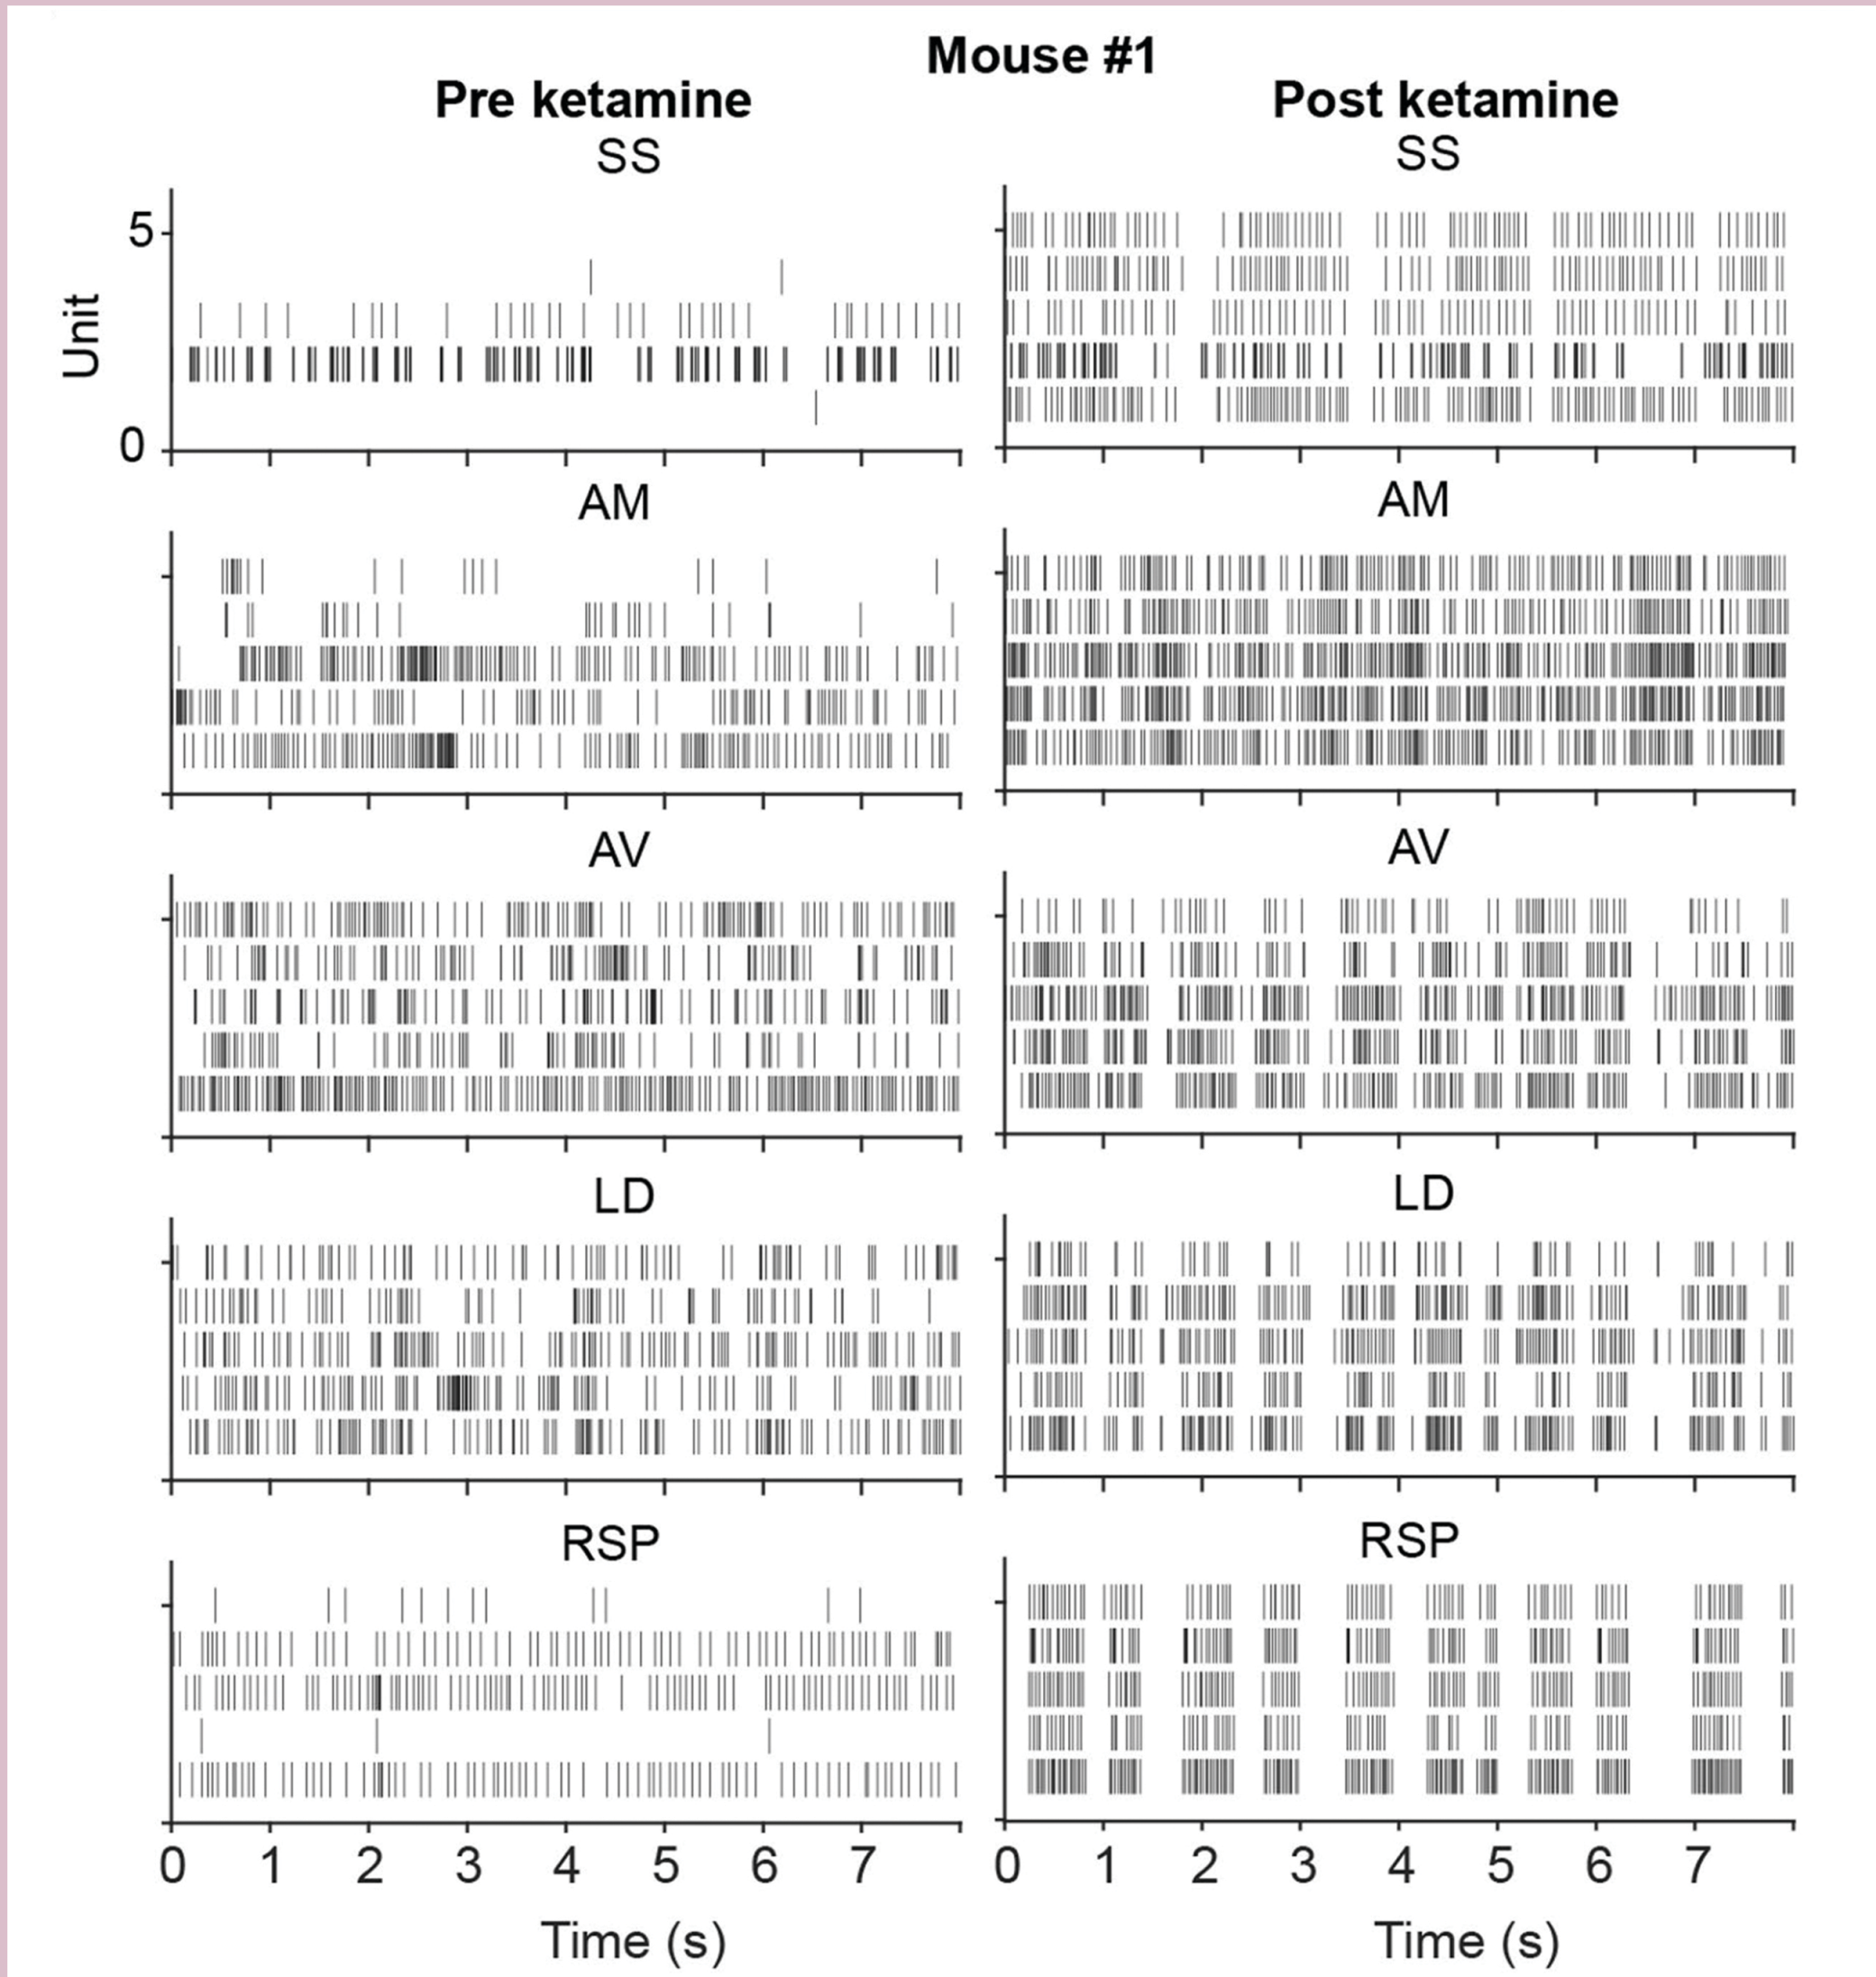 Mouse #1
Pre ketamine
Post ketamine
SS
SS
5
Unit
0
AM
AM
AV
AV
LD
LD
RSP
RSP
0 1 2 3 4 5 6 7
0 1 2 3 4 5 6 7
Time (s)
Time (s)